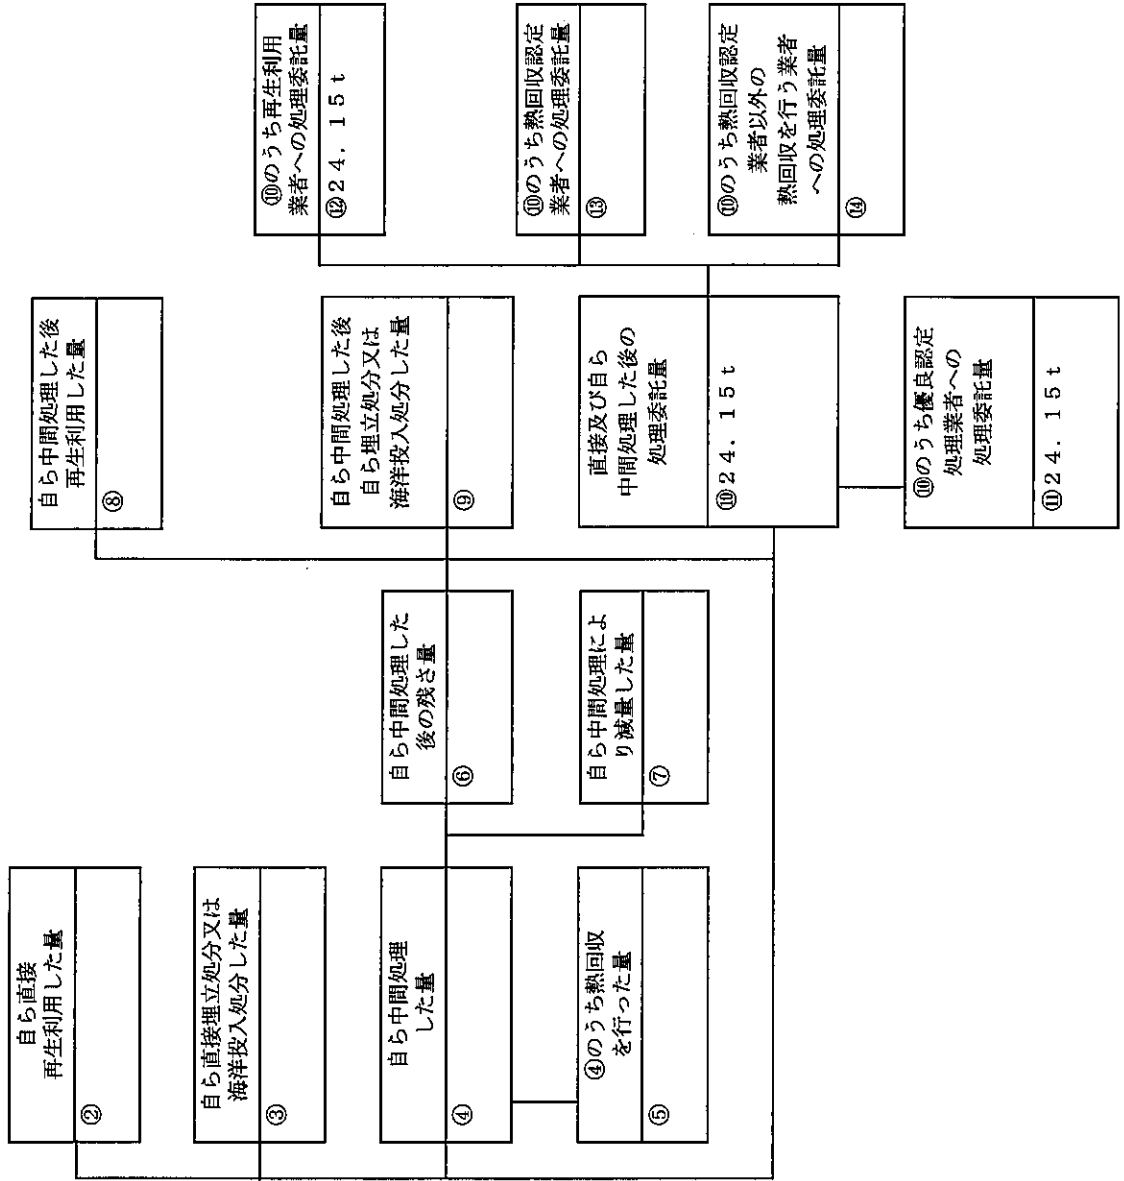 自ら直接
再生利用した量
②
自ら直接埋立処分又は
海洋投入処分した量
③
自ら中間処理
した量
④
④のうち熱回収
を行った量
⑤
自ら中間処理した
後の残さ量
⑥
自ら中間処理によ
り減量した量
⑦
自ら中間処理した後
再生利用した量
⑧
自ら中間処理した後
自ら埋立処分又は
海洋投入処分した量
⑨
直接及び自ら
中間処理した後の
処理委託量
⑩24.15t
⑩のうち優良認定
処理業者への
処理委託量
⑪24.15t
⑩のうち再生利用
業者への処理委託量
⑫24.15t
⑩のうち熱回収認定
業者への処理委託量
⑬
⑩のうち熱回収認定
業者以外の
熱回収を行う業者
への処理委託量
⑭